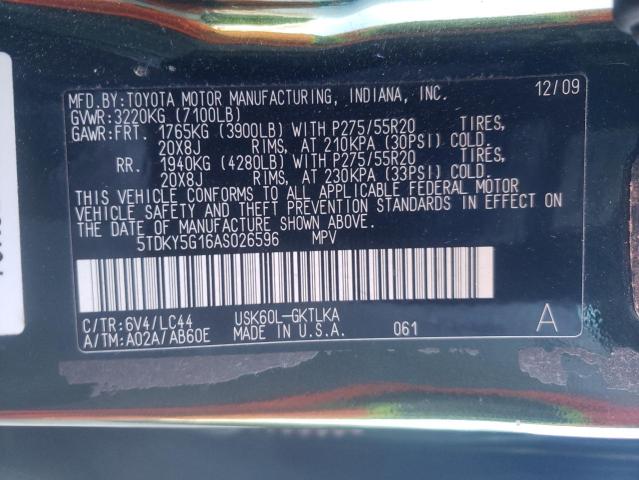 MFD.BY:TOYOTA MOTOR MANUFACTURING, INDIANA, INC. 12/09
GVWR:3220KG (7100LB)
GAWR:FRT. 1765KG (3900LB) WITH P275/55R20 TIRES,
20X8J RIMS, AT 210KPA (30PSI) COLD.
RR. 1940KG (4280LB) WITH P275/55R20 TIRES,
20X8J RIMS, AT 230KPA (33PSI) COLD.
THIS VEHICLE CONFORMS TO ALL APPLICABLE FEDERAL MOTOR
VEHICLE SAFETY AND THEFT PREVENTION STANDARDS IN EFFECT ON
THE DATE OF MANUFACTURE SHOWN ABOVE.
5TDKY5G16AS026596 MPV
C/TR:6V4/LC44 USK60L-GKTLKA
A/TM:A02A/AB60E MADE IN U.S.A. 061 A